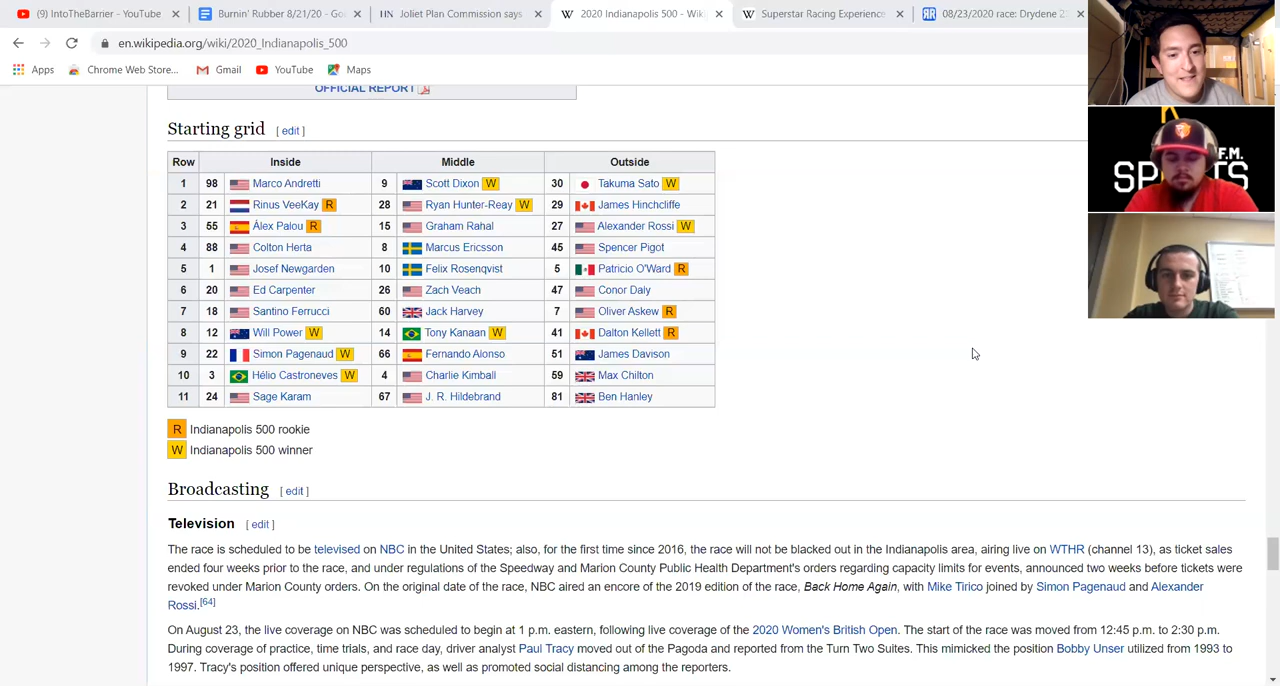 (9) IntoTheBarrier - YouTube
Burnin' Rubber 8/21/20 - Go
Joliet Plan Commission says
2020 Indianapolis 500 - Wiki
Superstar Racing Experience
08/23/2020 race: Drydene 2
en.wikipedia.org/wiki/2020_Indianapolis_500
Apps Chrome Web Store... Gmail YouTube Maps
OFFICIAL REPORT
F.M.
SPORTS
Starting grid [ edit ]
Row Inside Middle Outside
1 98 Marco Andretti 9 Scott Dixon W 30 Takuma Sato W
2 21 Rinus VeeKay R 28 Ryan Hunter-Reay W 29 James Hinchcliffe
3 55 Álex Palou R 15 Graham Rahal 27 Alexander Rossi W
4 88 Colton Herta 8 Marcus Ericsson 45 Spencer Pigot
5 1 Josef Newgarden 10 Felix Rosenqvist 5 Patricio O'Ward R
6 20 Ed Carpenter 26 Zach Veach 47 Conor Daly
7 18 Santino Ferrucci 60 Jack Harvey 7 Oliver Askew R
8 12 Will Power W 14 Tony Kanaan W 41 Dalton Kellett R
9 22 Simon Pagenaud W 66 Fernando Alonso 51 James Davison
10 3 Hélio Castroneves W 4 Charlie Kimball 59 Max Chilton
11 24 Sage Karam 67 J. R. Hildebrand 81 Ben Hanley
R Indianapolis 500 rookie
W Indianapolis 500 winner
Broadcasting [ edit ]
Television [ edit ]
The race is scheduled to be televised on NBC in the United States; also, for the first time since 2016, the race will not be blacked out in the Indianapolis area, airing live on WTHR (channel 13), as ticket sales
ended four weeks prior to the race, and under regulations of the Speedway and Marion County Public Health Department's orders regarding capacity limits for events, announced two weeks before tickets were
revoked under Marion County orders. On the original date of the race, NBC aired an encore of the 2019 edition of the race, Back Home Again, with Mike Tirico joined by Simon Pagenaud and Alexander
Rossi.[64]
On August 23, the live coverage on NBC was scheduled to begin at 1 p.m. eastern, following live coverage of the 2020 Women's British Open. The start of the race was moved from 12:45 p.m. to 2:30 p.m.
During coverage of practice, time trials, and race day, driver analyst Paul Tracy moved out of the Pagoda and reported from the Turn Two Suites. This mimicked the position Bobby Unser utilized from 1993 to
1997. Tracy's position offered unique perspective, as well as promoted social distancing among the reporters.